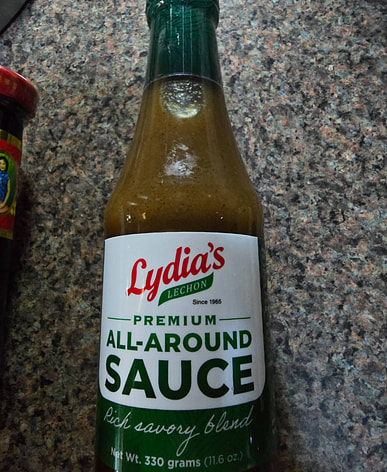 Lydia's
LECHON
Since 1965
PREMIUM
ALL-AROUND
SAUCE
Rich savory blend
Net Wt. 330 grams (11.6 oz.)